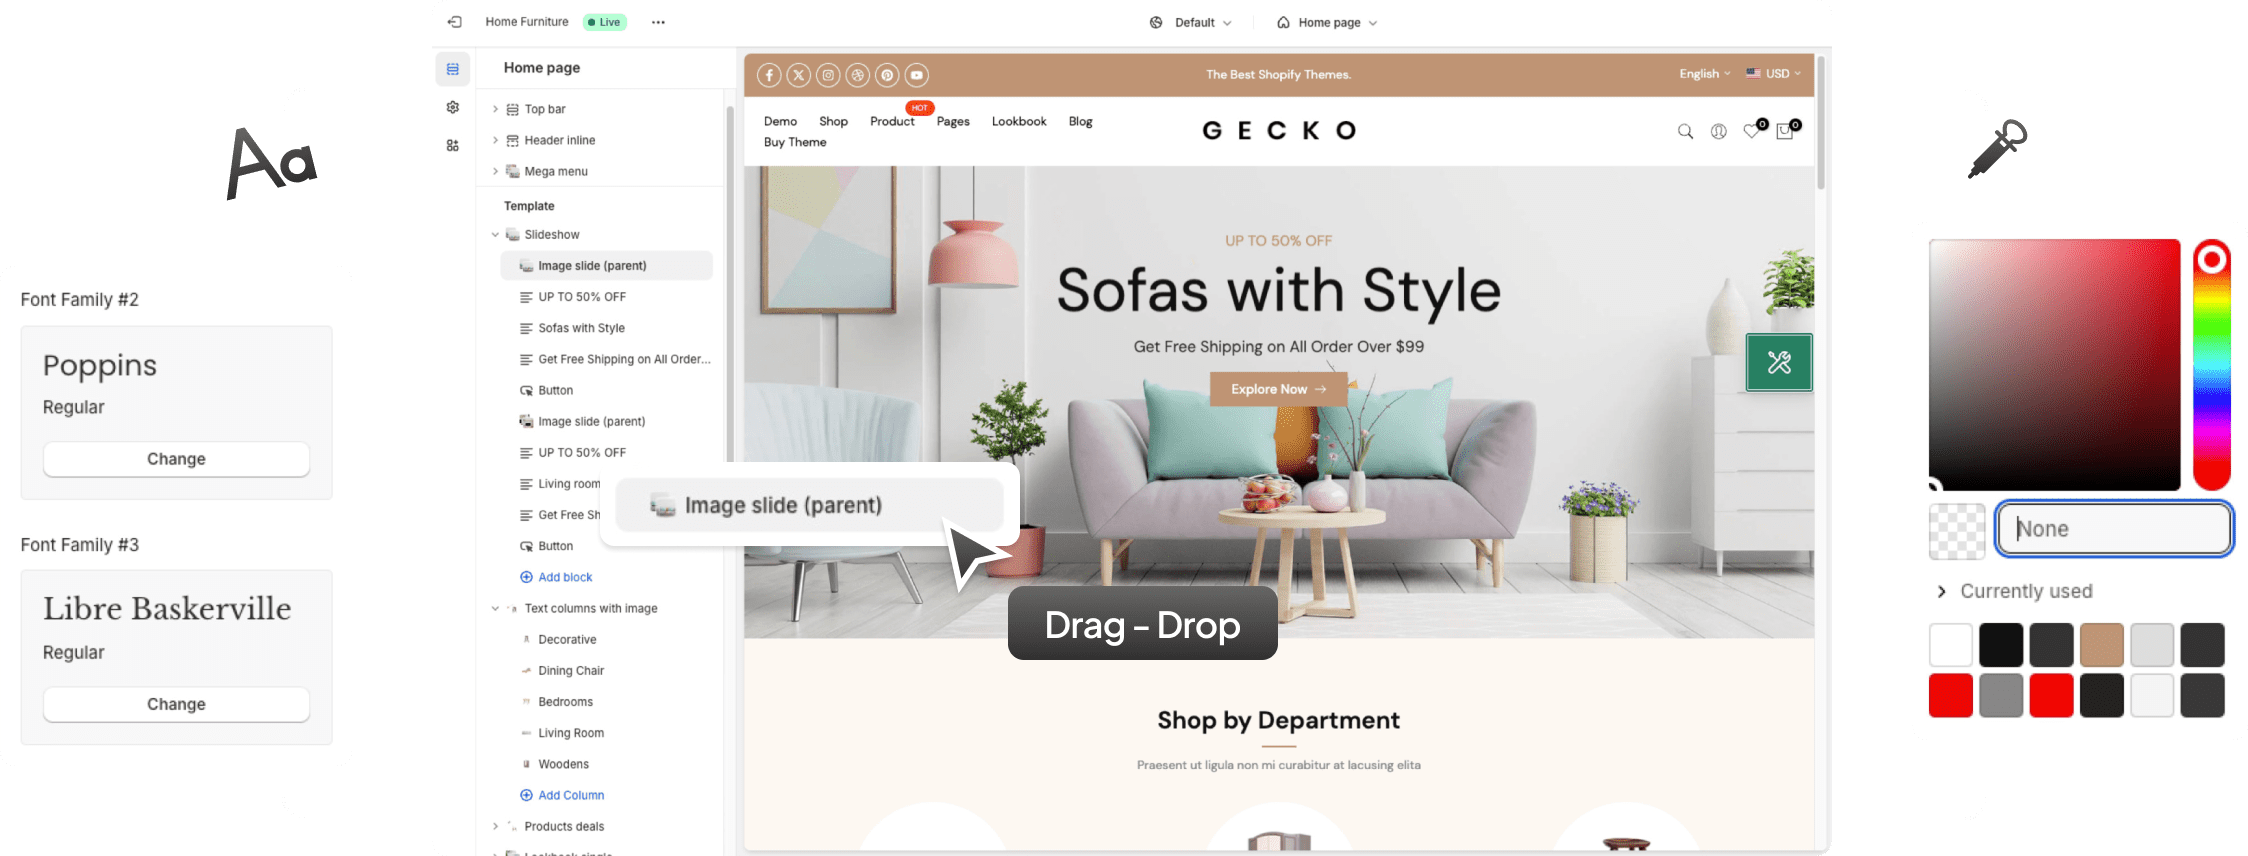 Aa
Font Family #2
Poppins
Regular
Change
Font Family #3
Libre Baskerville
Regular
Change
Home Furniture
Live
Default
Home page
Home page
Top bar
Header inline
Mega menu
Template
Slideshow
Image slide (parent)
UP TO 50% OFF
Sofas with Style
Get Free Shipping on All Order...
Button
Image slide (parent)
UP TO 50% OFF
Living room
Get Free Sh
Button
Add block
Text columns with image
Decorative
Dining Chair
Bedrooms
Living Room
Woodens
Add Column
Products deals
Image slide (parent)
Drag - Drop
The Best Shopify Themes.
English
USD
HOT
Demo Shop Product Pages Lookbook Blog
Buy Theme
GECKO
0
0
UP TO 50% OFF
Sofas with Style
Get Free Shipping on All Order Over $99
Explore Now →
Shop by Department
Praesent ut ligula non mi curabitur at lacusing elita
None
Currently used